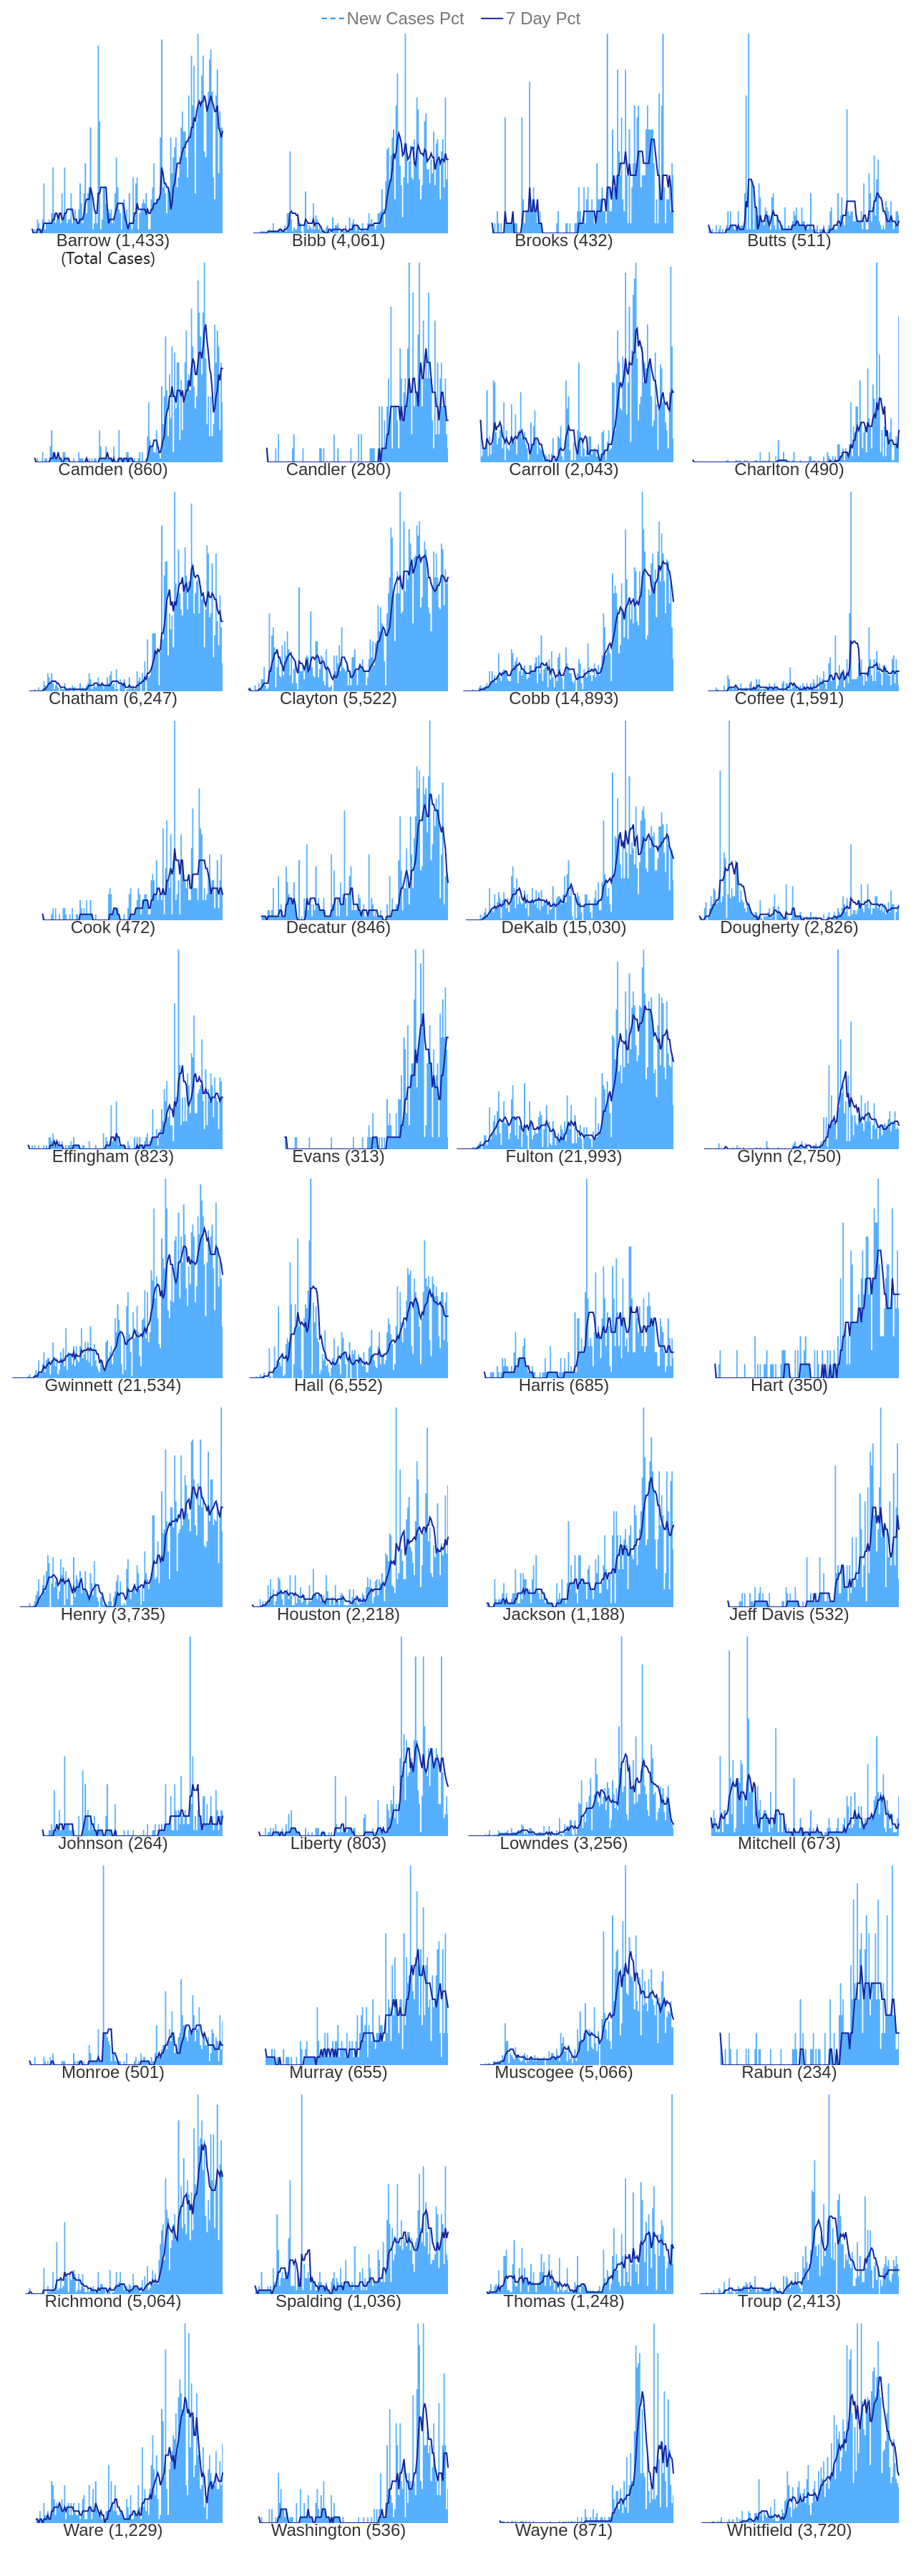 New Cases Pct 7 Day Pct
Barrow (1,433) Bibb (4,061) Brooks (432) Butts (511)
(Total Cases)
Camden (860) Candler (280) Carroll (2,043) Charlton (490)
Chatham (6,247) Clayton (5,522) Cobb (14,893) Coffee (1,591)
Cook (472) Decatur (846) DeKalb (15,030) Dougherty (2,826)
Effingham (823) Evans (313) Fulton (21,993) Glynn (2,750)
Gwinnett (21,534) Hall (6,552) Harris (685) Hart (350)
Henry (3,735) Houston (2,218) Jackson (1,188) Jeff Davis (532)
Johnson (264) Liberty (803) Lowndes (3,256) Mitchell (673)
Monroe (501) Murray (655) Muscogee (5,066) Rabun (234)
Richmond (5,064) Spalding (1,036) Thomas (1,248) Troup (2,413)
Ware (1,229) Washington (536) Wayne (871) Whitfield (3,720)